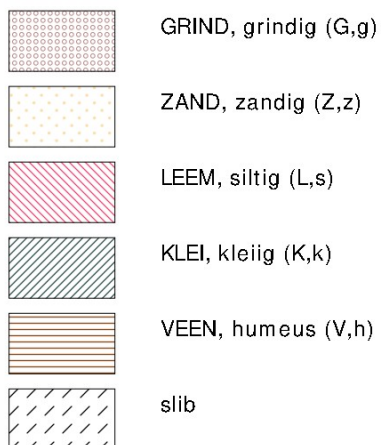 GRIND, grindig (G,g)
ZAND, zandig (Z,z)
LEEM, siltig (L,s)
KLEI, kleiig (K,k)
VEEN, humeus (V,h)
slib